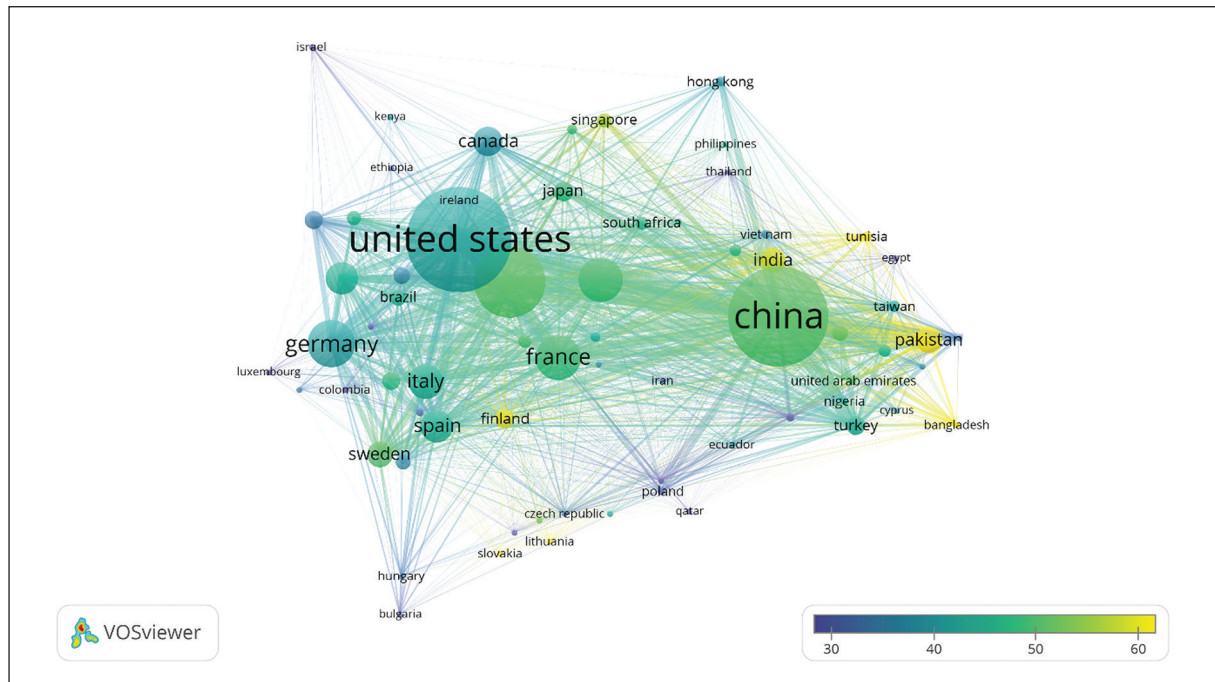 israel
hong kong
kenya
singapore
canada
philippines
ethiopia
thailand
japan
ireland
south africa
united states
viet nam
tunisia
india
egypt
brazil
taiwan
china
germany
pakistan
france
luxembourg
iran
united arab emirates
italy
colombia
nigeria
cyprus
finland
spain
turkey
bangladesh
ecuador
sweden
poland
qatar
czech republic
lithuania
slovakia
hungary
bulgaria
VOSviewer
30 40 50 60